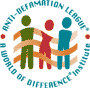 ANTI-DEFAMATION LEAGUE®
A WORLD OF DIFFERENCE® Institute